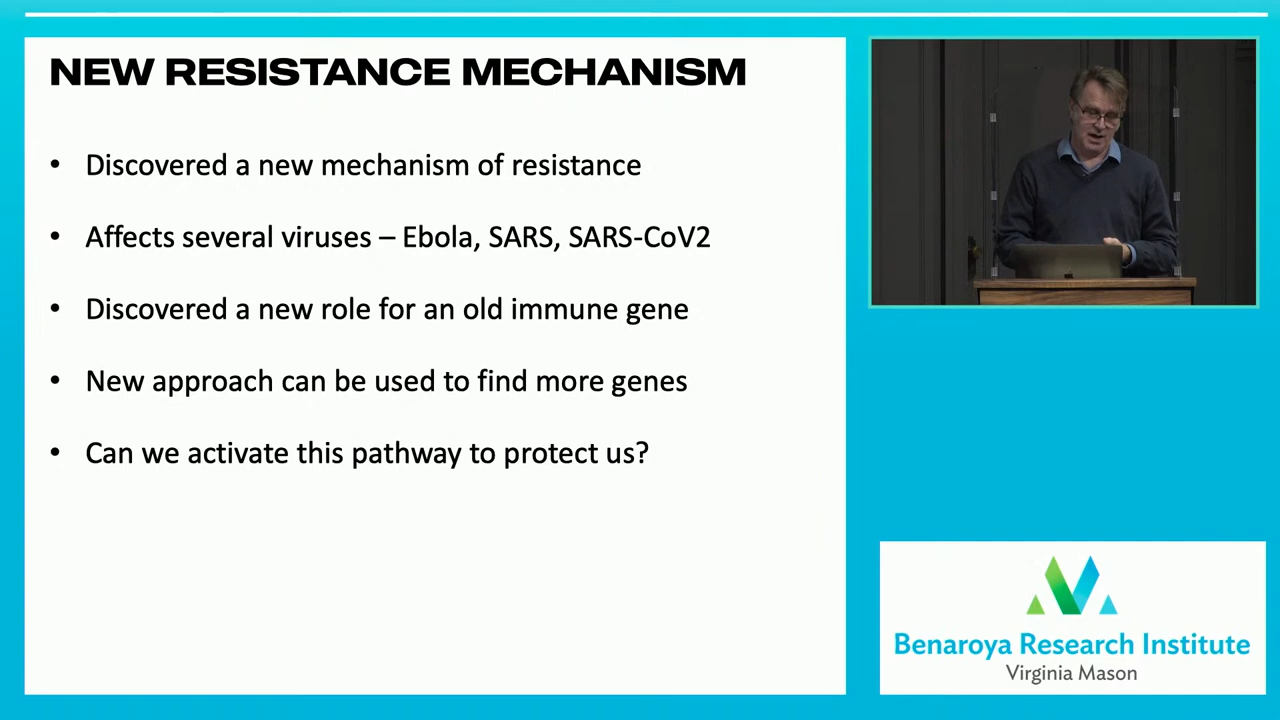 NEW RESISTANCE MECHANISM
• Discovered a new mechanism of resistance
• Affects several viruses – Ebola, SARS, SARS-CoV2
• Discovered a new role for an old immune gene
• New approach can be used to find more genes
• Can we activate this pathway to protect us?
Benaroya Research Institute
Virginia Mason